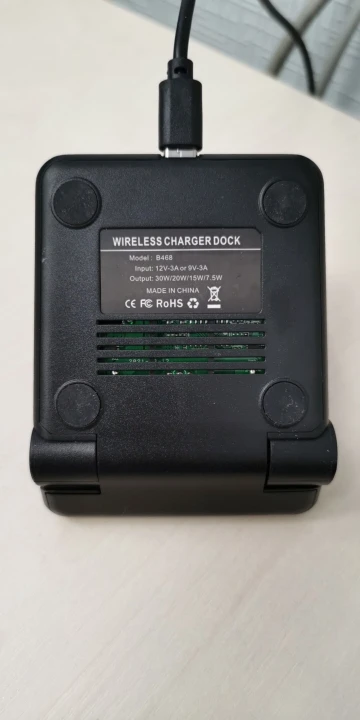 WIRELESS CHARGER DOCK
Model : B468
Input: 12V-3A or 9V-3A
Output: 30W/20W/15W/7.5W
MADE IN CHINA
CE FC RoHS